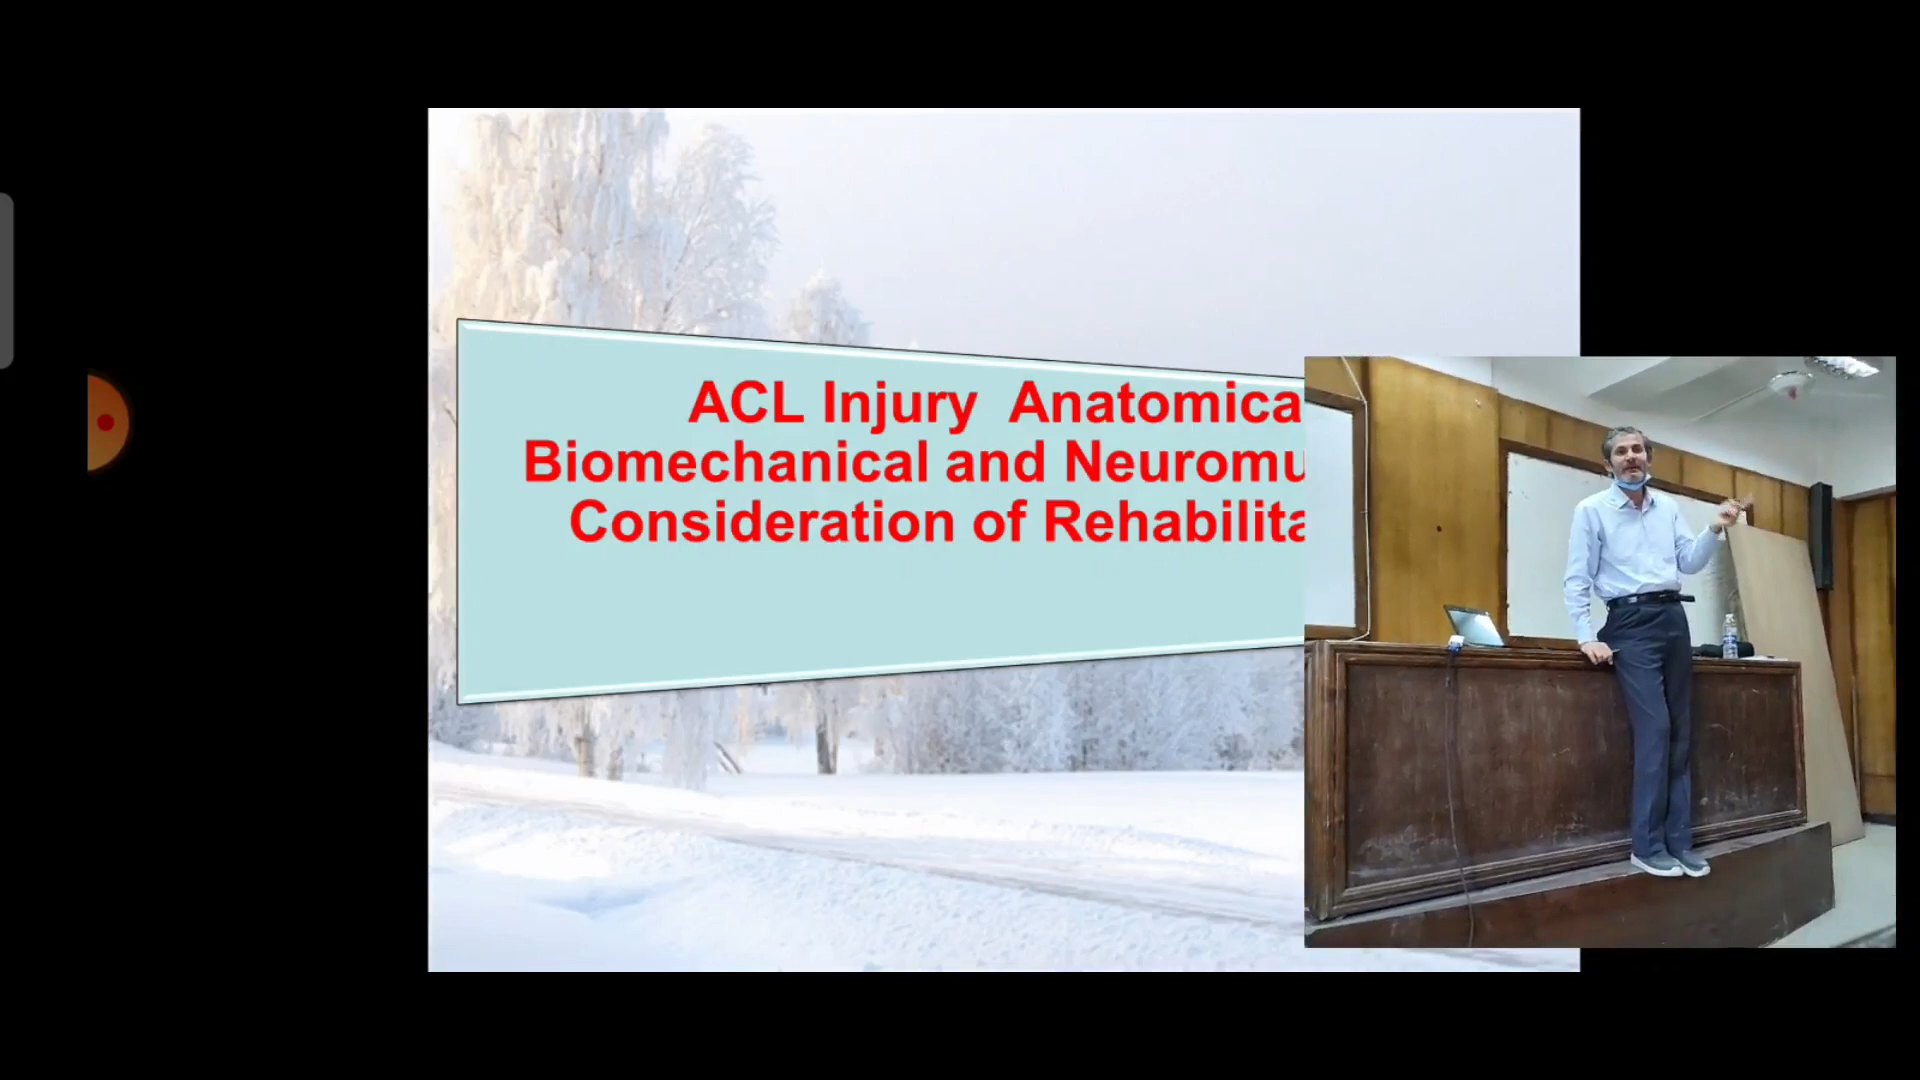 ACL Injury Anatomica
Biomechanical and Neuromu
Consideration of Rehabilita